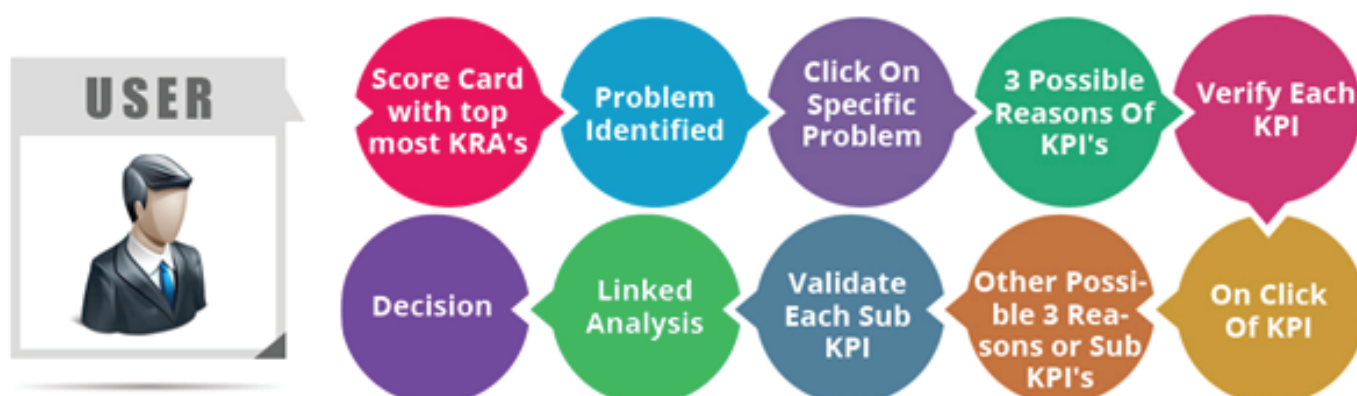 USER
Score Card
with top
most KRA's
Problem
Identified
Click On
Specific
Problem
3 Possible
Reasons Of
KPI's
Verify Each
KPI
On Click
Of KPI
Other Possi-
ble 3 Rea-
sons or Sub
KPI's
Validate
Each Sub
KPI
Linked
Analysis
Decision